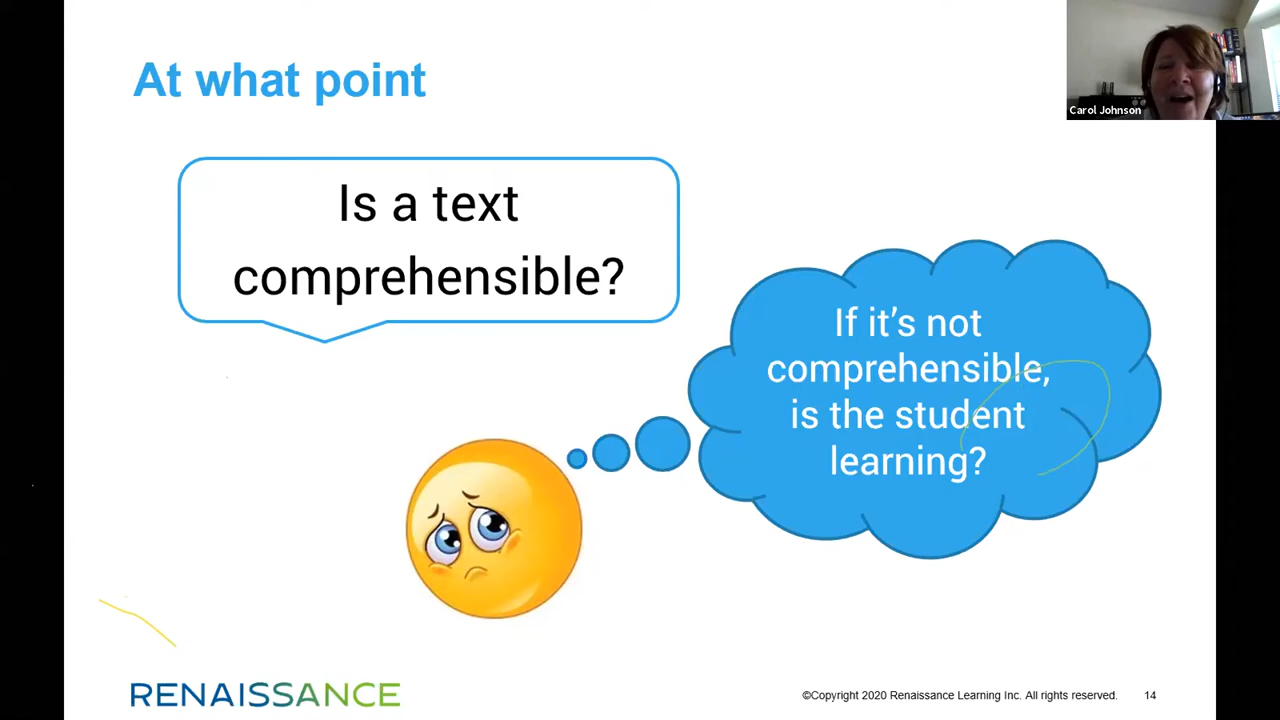 At what point
Carol Johnson
Is a text
comprehensible?
If it’s not
comprehensible,
is the student
learning?
RENAISSANCE
©Copyright 2020 Renaissance Learning Inc. All rights reserved.
14